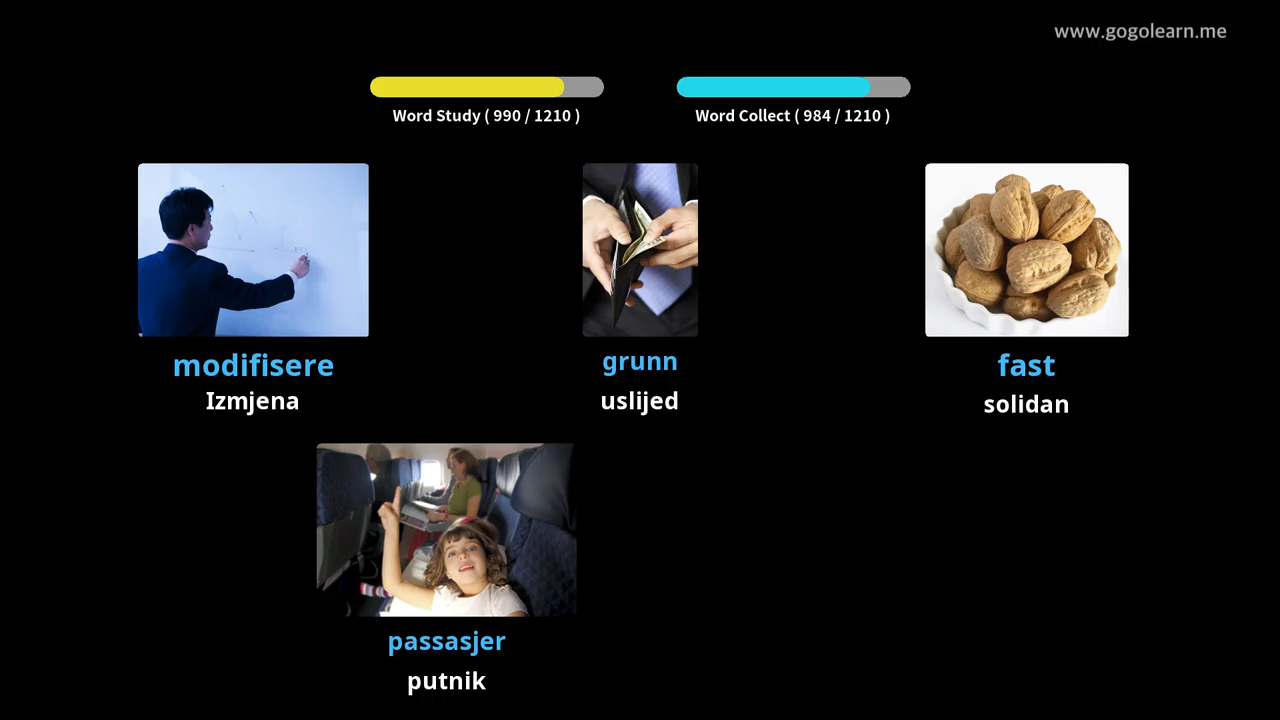 www.gogolearn.me
Word Study ( 990 / 1210 )
Word Collect ( 984 / 1210 )
modifisere
Izmjena
grunn
uslijed
fast
solidan
passasjer
putnik